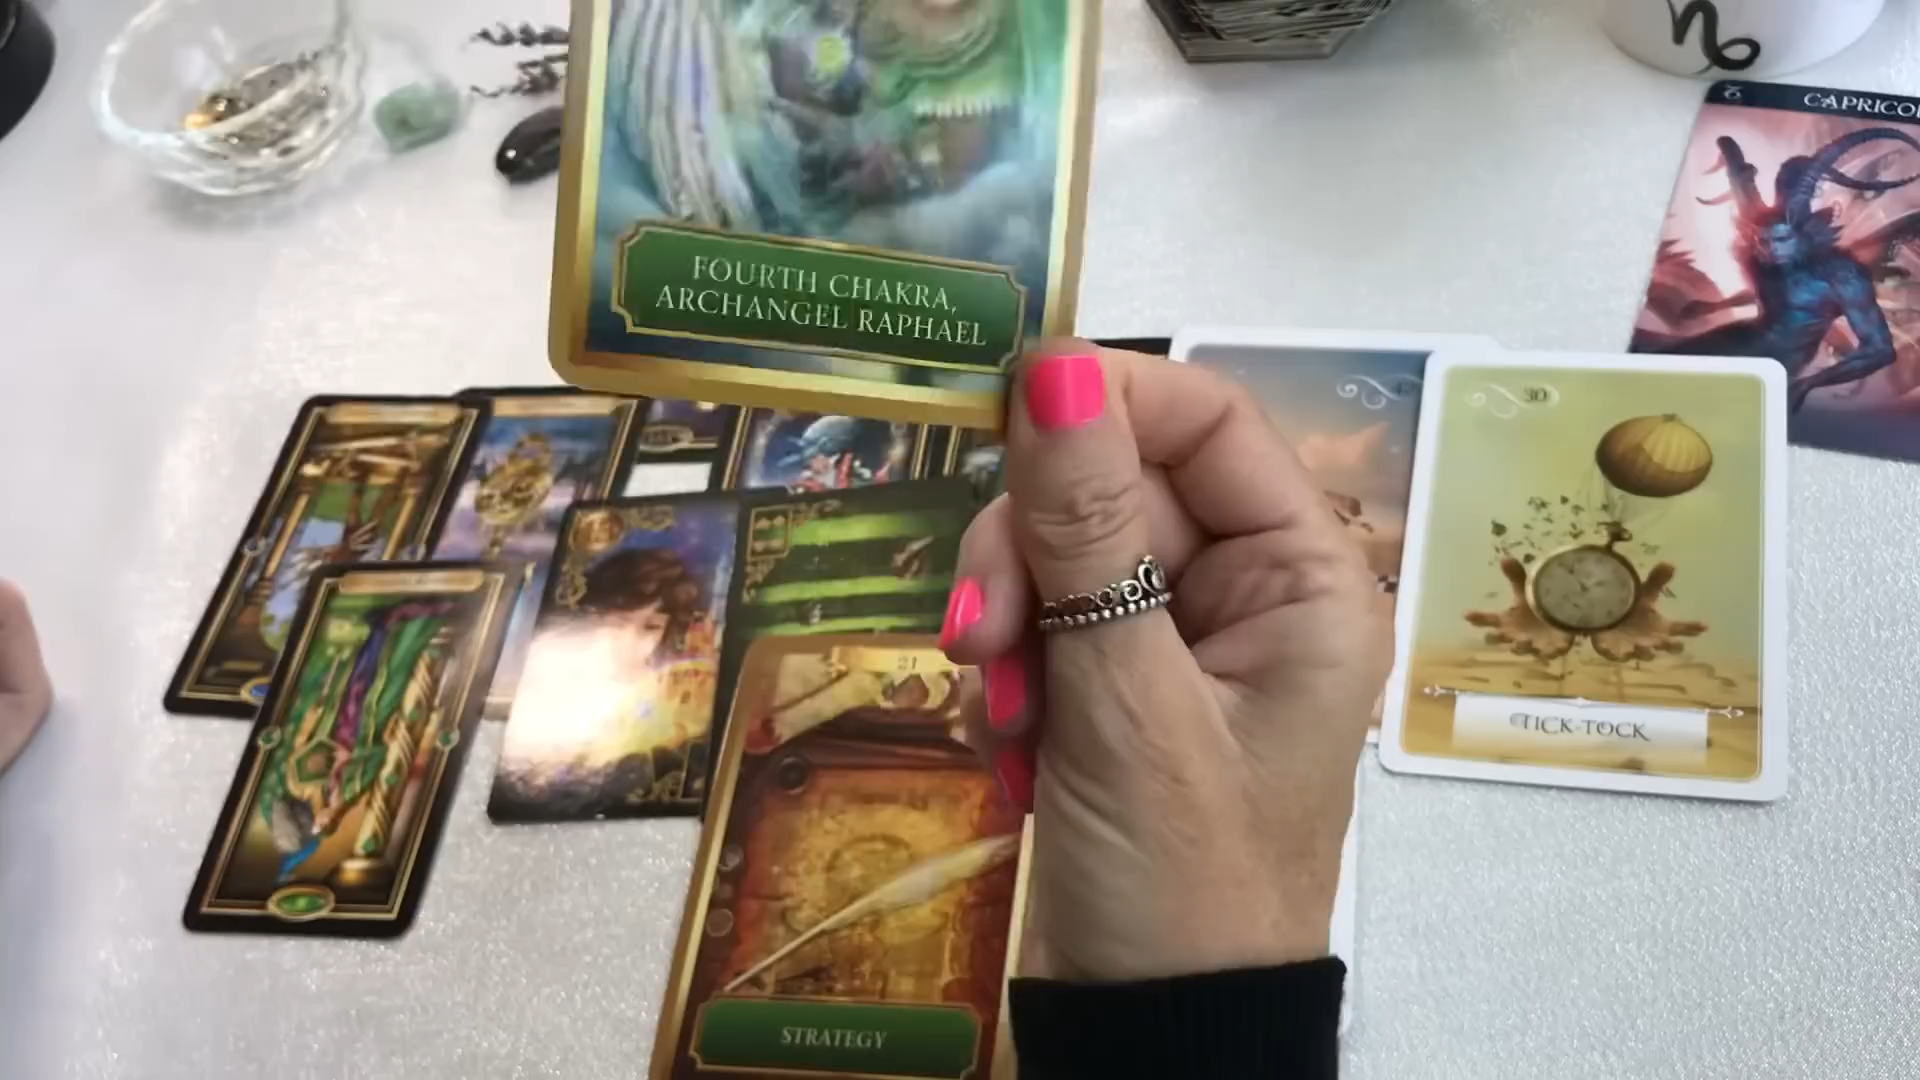 CAPRICO
FOURTH CHAKRA,
ARCHANGEL RAPHAEL
30
TICK-TOCK
21
STRATEGY